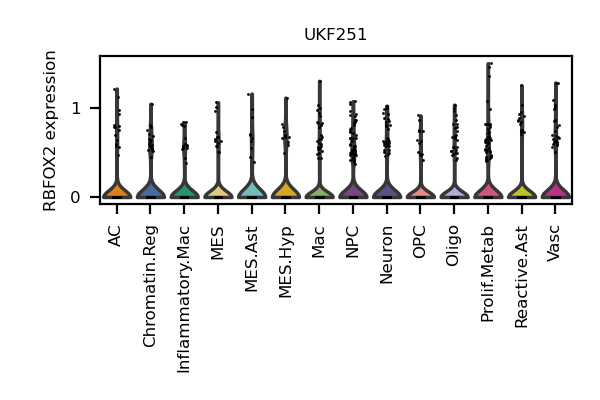 UKF251
RBFOX2 expression
1
0
AC
Chromatin.Reg
Inflammatory.Mac
MES
MES.Ast
MES.Hyp
Mac
NPC
Neuron
OPC
Oligo
Prolif.Metab
Reactive.Ast
Vasc